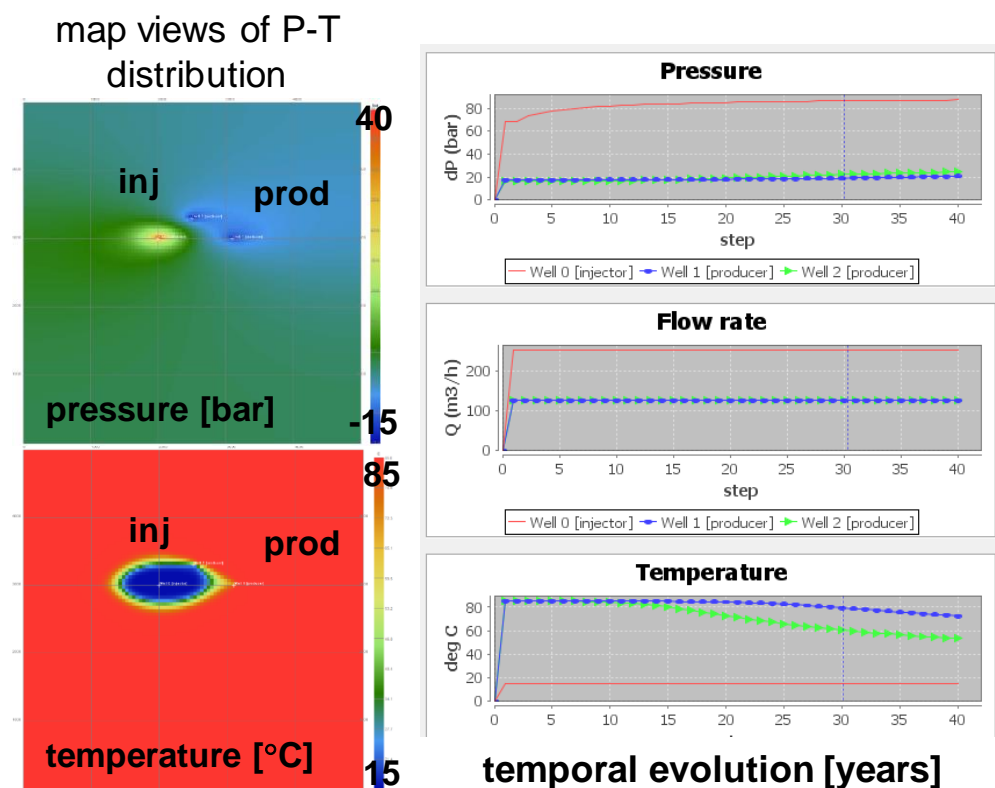 map views of P-T
distribution
40
inj
prod
pressure [bar]
-15
85
inj
prod
temperature [°C]
15
Pressure
dP (bar)
80
60
40
20
0
0 5 10 15 20 25 30 35 40
step
Well 0 [injector] Well 1 [producer] Well 2 [producer]
Flow rate
Q (m3/h)
200
100
0
0 5 10 15 20 25 30 35 40
step
Well 0 [injector] Well 1 [producer] Well 2 [producer]
Temperature
deg C
80
60
40
20
0
0 5 10 15 20 25 30 35 40
temporal evolution [years]